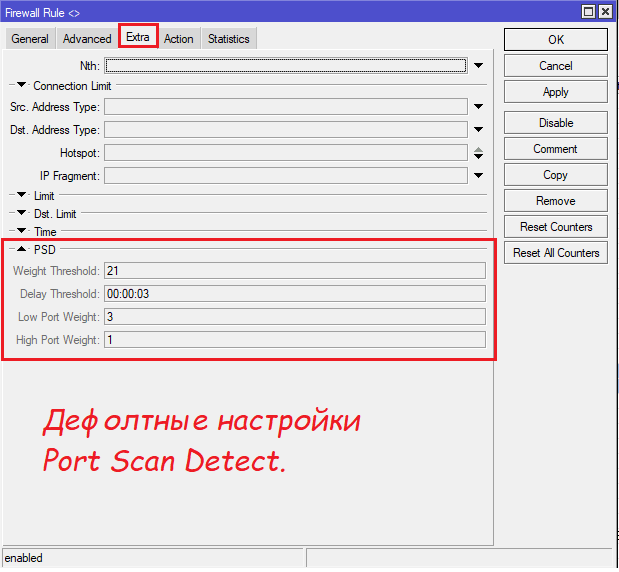 Firewall Rule <>
General
Advanced
Extra
Action
Statistics
Nth:
Connection Limit
Src. Address Type:
Dst. Address Type:
Hotspot:
IP Fragment:
Limit
Dst. Limit
Time
PSD
Weight Threshold: 21
Delay Threshold: 00:00:03
Low Port Weight: 3
High Port Weight: 1
Дефолтные настройки
Port Scan Detect.
OK
Cancel
Apply
Disable
Comment
Copy
Remove
Reset Counters
Reset All Counters
enabled